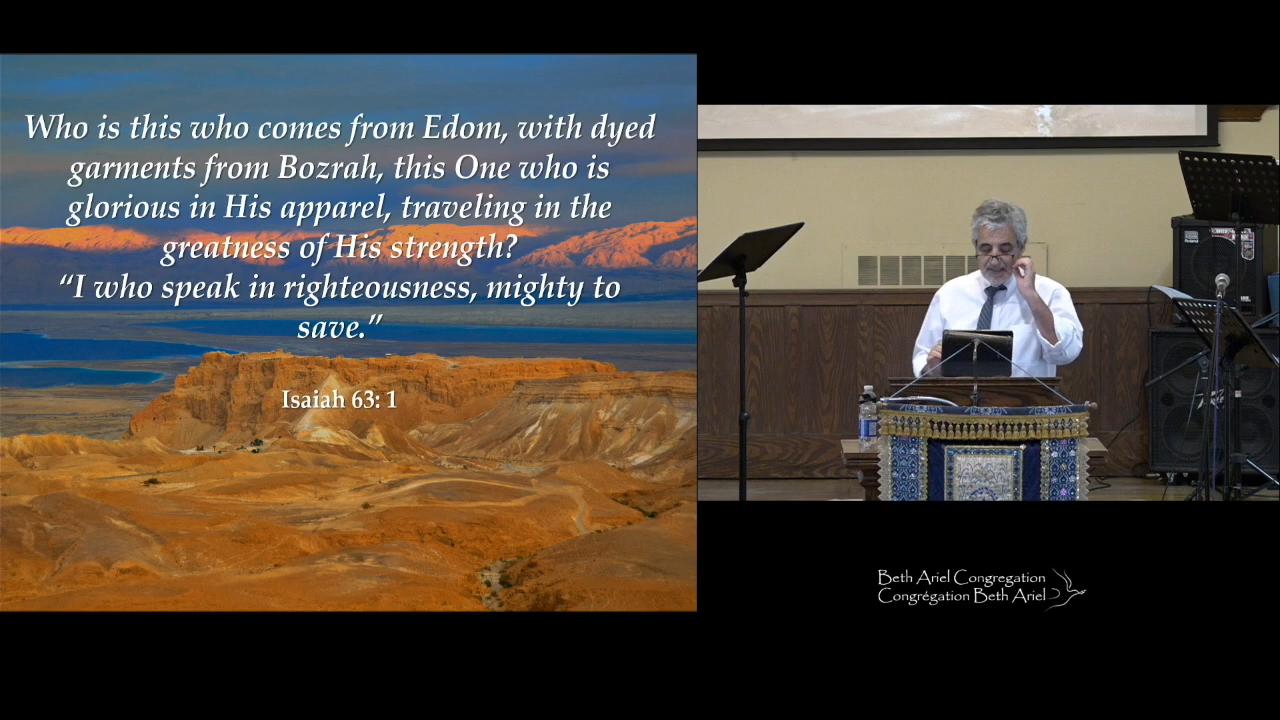 Who is this who comes from Edom, with dyed
garments from Bozrah, this One who is
glorious in His apparel, traveling in the
greatness of His strength?
“I who speak in righteousness, mighty to
save.”
Isaiah 63: 1
Beth Ariel Congregation
Congrégation Beth Ariel